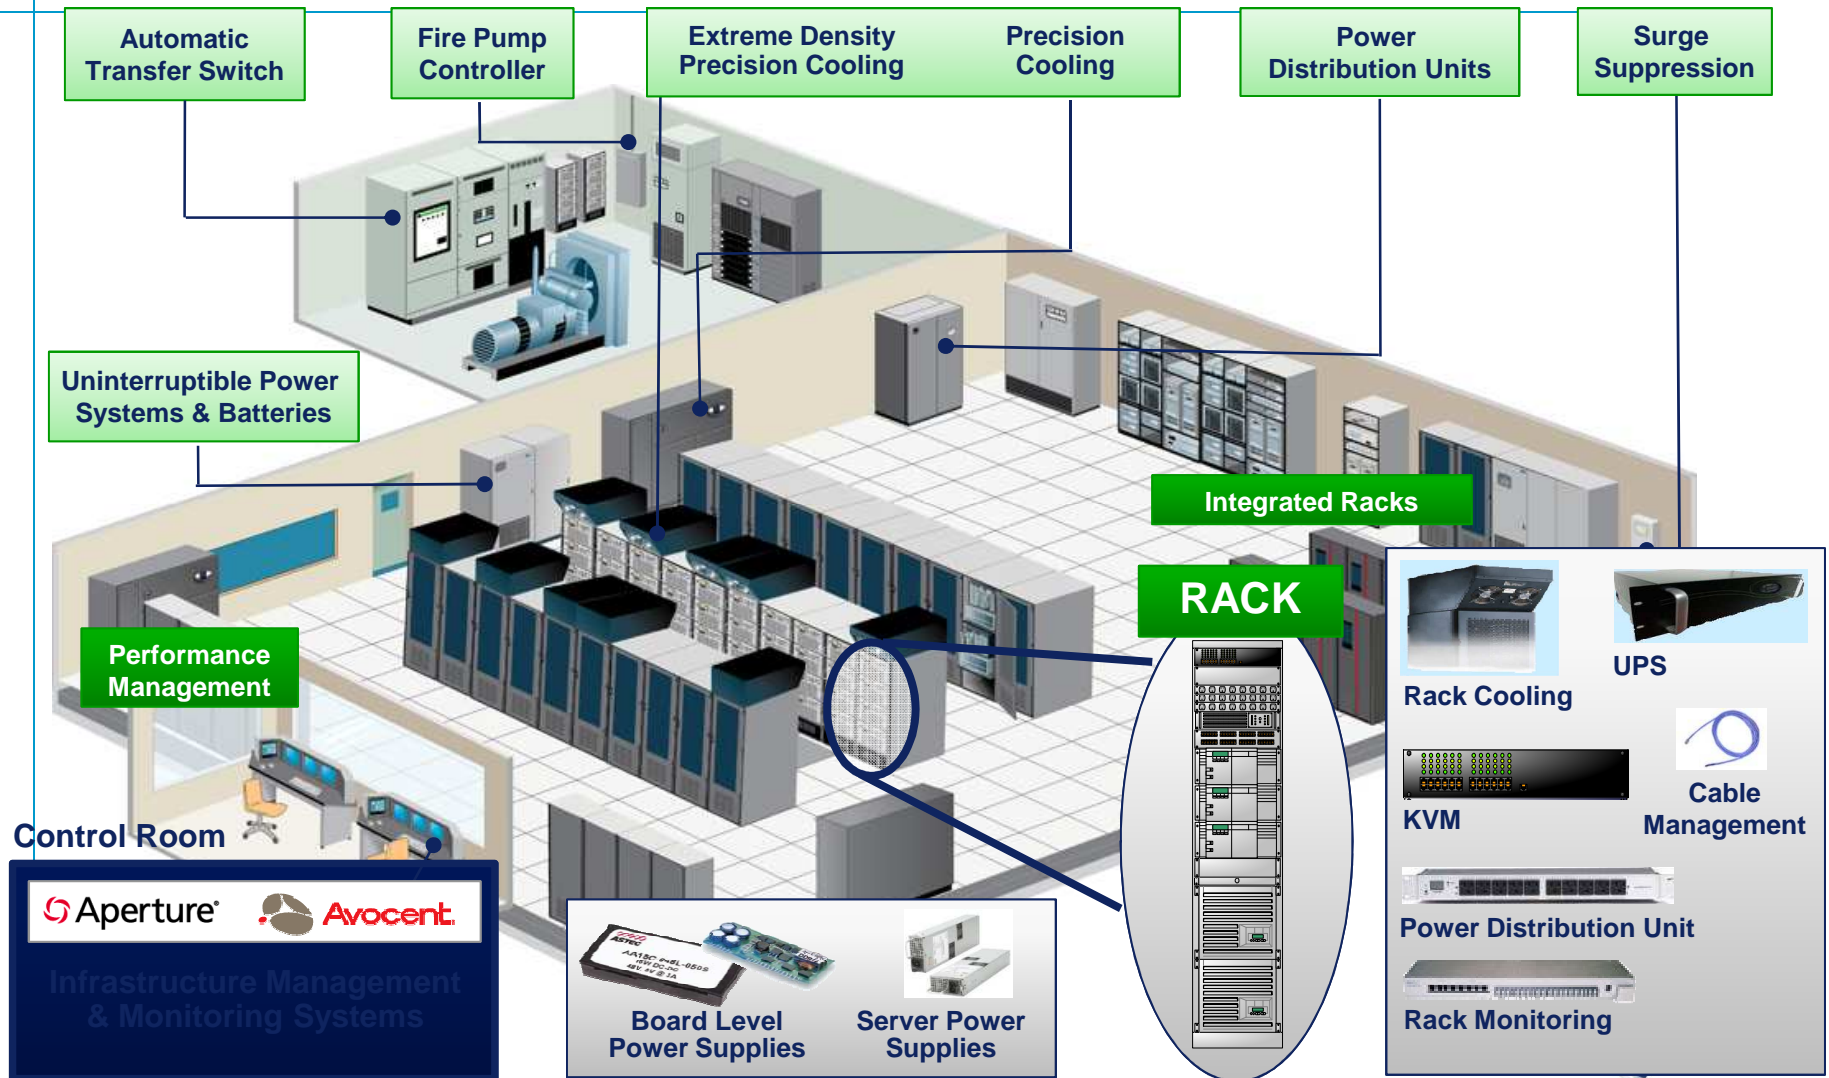 Automatic
Transfer Switch
Fire Pump
Controller
Extreme Density
Precision Cooling
Precision
Cooling
Power
Distribution Units
Surge
Suppression
Uninterruptible Power
Systems & Batteries
Integrated Racks
RACK
Performance
Management
Rack Cooling
UPS
KVM
Cable
Management
Power Distribution Unit
Rack Monitoring
Control Room
Aperture®
Avocent.
Infrastructure Management
& Monitoring Systems
ASTEC
Board Level
Power Supplies
Server Power
Supplies